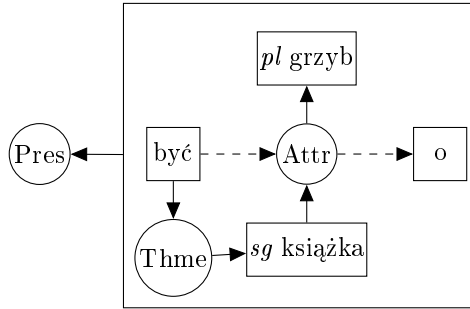 pl grzyb
Pres
być
Attr
o
Thme
sg książka